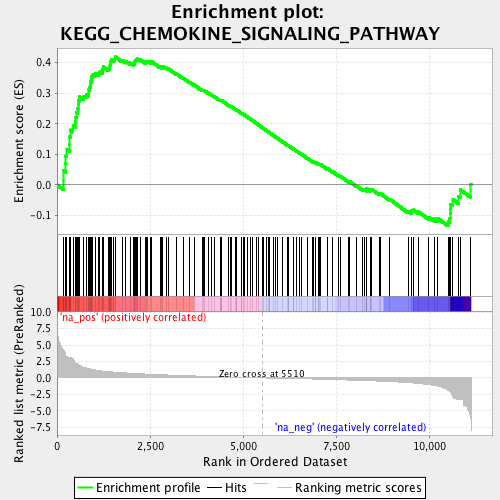 Enrichment plot:
KEGG_CHEMOKINE_SIGNALING_PATHWAY
Enrichment score (ES)
0.4
0.3
0.2
0.1
0.0
-0.1
Ranked list metric (PreRanked)
10.0
7.5
5.0
2.5
0.0
-2.5
-5.0
-7.5
'na_pos' (positively correlated)
Zero cross at 5510
'na_neg' (negatively correlated)
0
2,500
5,000
7,500
10,000
Rank in Ordered Dataset
Enrichment profile
Hits
Ranking metric scores